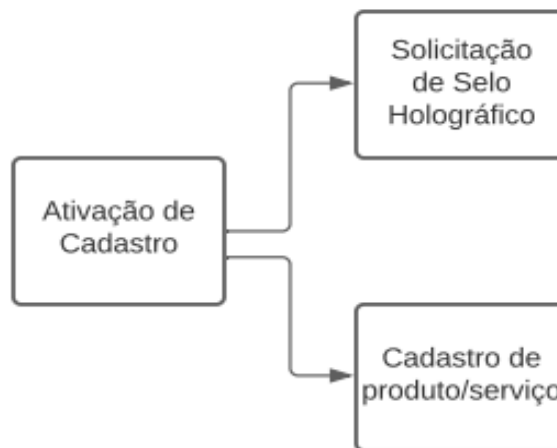 Solicitação
de Selo
Holográfico
Ativação de
Cadastro
Cadastro de
produto/serviço